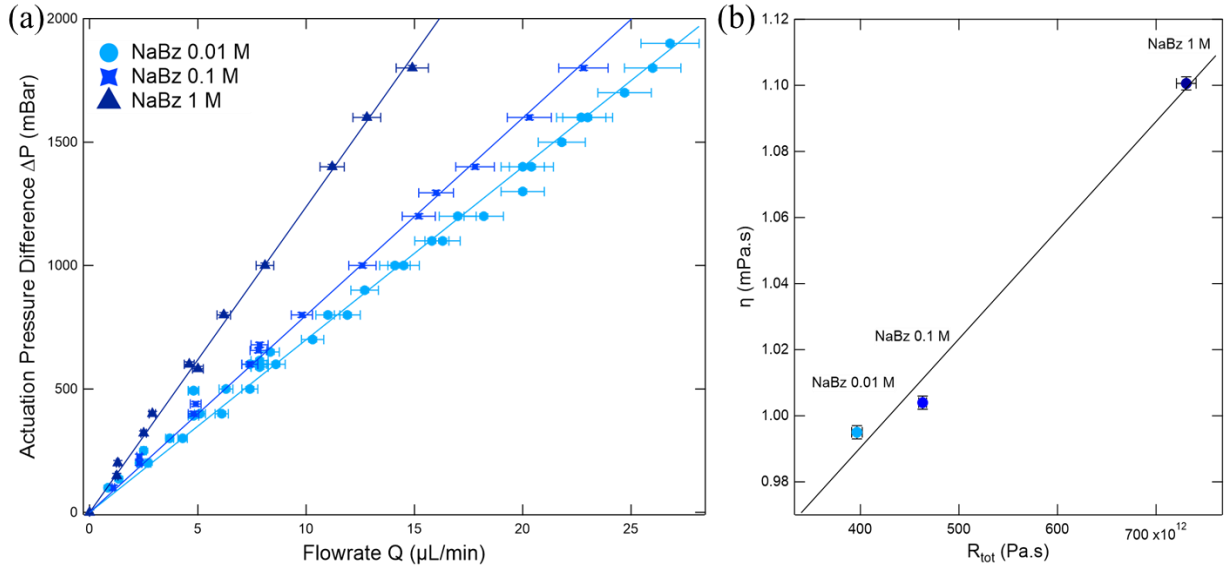 (a)
2000
1500
1000
500
0
Actuation Pressure Difference ΔP (mBar)
NaBz 0.01 M
NaBz 0.1 M
NaBz 1 M
0 5 10 15 20 25
Flowrate Q (µL/min)
(b)
1.12
1.10
1.08
1.06
1.04
1.02
1.00
0.98
η (mPa.s)
NaBz 1 M
NaBz 0.1 M
NaBz 0.01 M
400 500 600 700 x10¹²
Rtot (Pa.s)